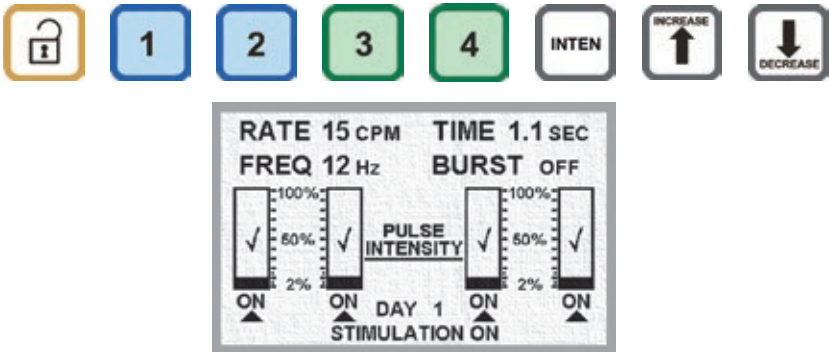 1 2 3 4 INTEN INCREASE DECREASE
RATE 15 CPM TIME 1.1 SEC
FREQ 12 Hz BURST OFF
100% 100%
50% PULSE INTENSITY 50%
2% 2%
ON ON DAY 1 ON ON
STIMULATION ON